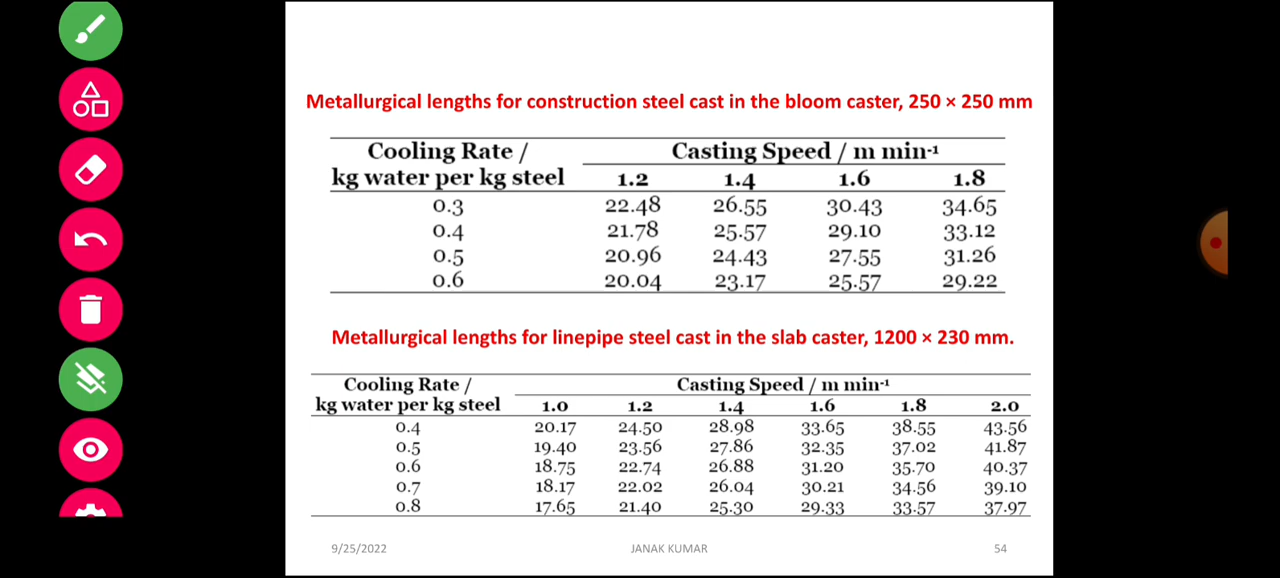 Metallurgical lengths for construction steel cast in the bloom caster, 250 × 250 mm
Cooling Rate / Casting Speed / m min-1
kg water per kg steel 1.2 1.4 1.6 1.8
0.3 22.48 26.55 30.43 34.65
0.4 21.78 25.57 29.10 33.12
0.5 20.96 24.43 27.55 31.26
0.6 20.04 23.17 25.57 29.22
Metallurgical lengths for linepipe steel cast in the slab caster, 1200 × 230 mm.
Cooling Rate / Casting Speed / m min-1
kg water per kg steel 1.0 1.2 1.4 1.6 1.8 2.0
0.4 20.17 24.50 28.98 33.65 38.55 43.56
0.5 19.40 23.56 27.86 32.35 37.02 41.87
0.6 18.75 22.74 26.88 31.20 35.70 40.37
0.7 18.17 22.02 26.04 30.21 34.56 39.10
0.8 17.65 21.40 25.30 29.33 33.57 37.97
9/25/2022 JANAK KUMAR 54